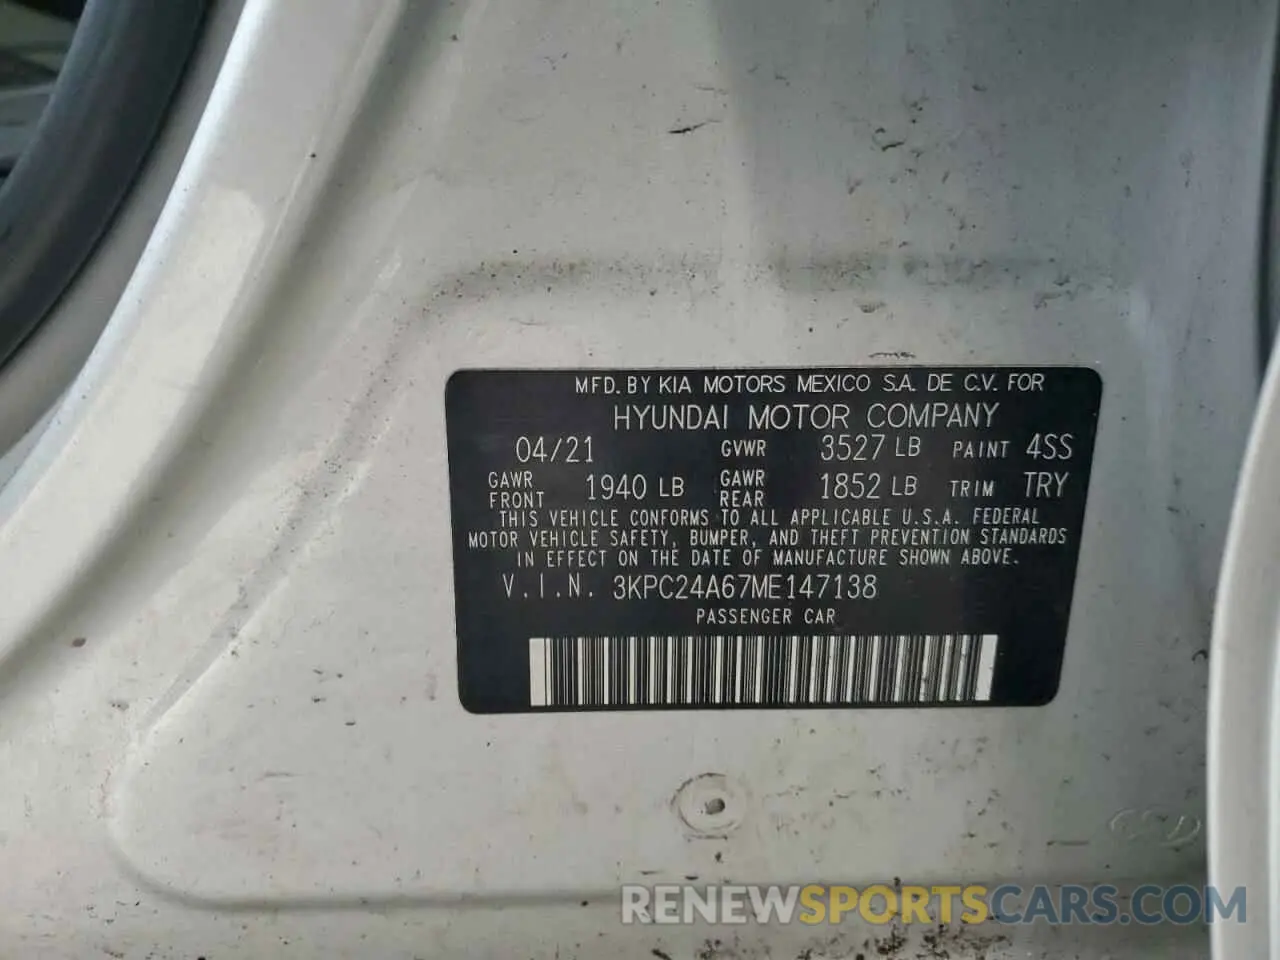 MFD. BY KIA MOTORS MEXICO S.A. DE C.V. FOR
HYUNDAI MOTOR COMPANY
04/21 GVWR 3527 LB PAINT 4SS
GAWR FRONT 1940 LB GAWR REAR 1852 LB TRIM TRY
THIS VEHICLE CONFORMS TO ALL APPLICABLE U.S.A. FEDERAL
MOTOR VEHICLE SAFETY, BUMPER, AND THEFT PREVENTION STANDARDS
IN EFFECT ON THE DATE OF MANUFACTURE SHOWN ABOVE.
V.I.N. 3KPC24A67ME147138
PASSENGER CAR
RENEWSPORTSCARS.COM